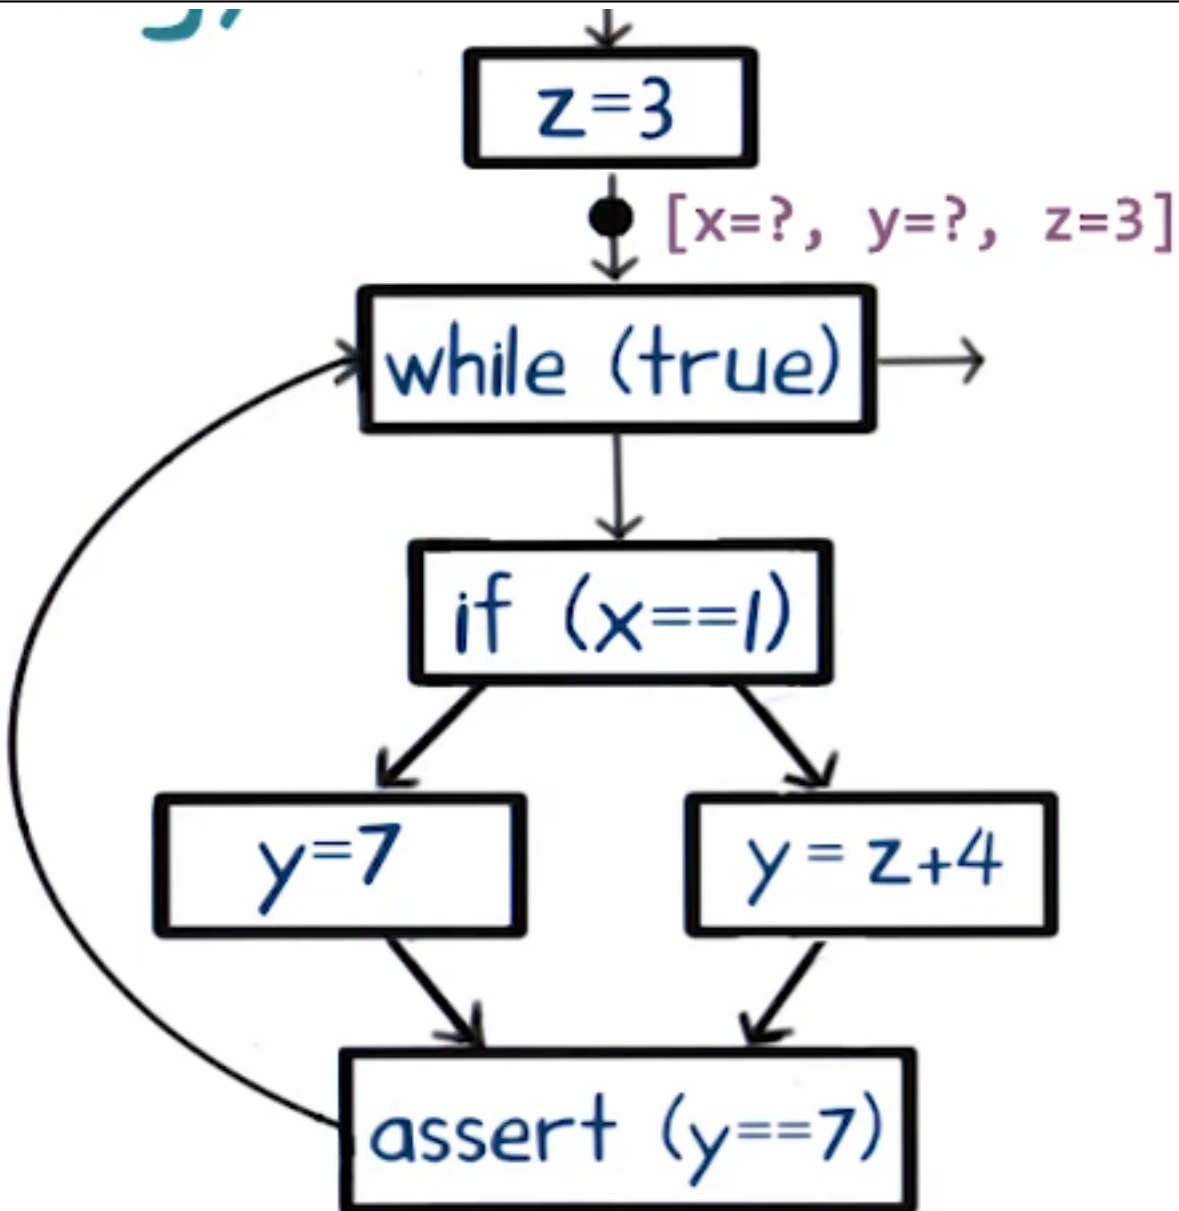 z=3
[x=?, y=?, z=3]
while (true)
if (x==1)
y=7
y = z+4
assert (y==7)